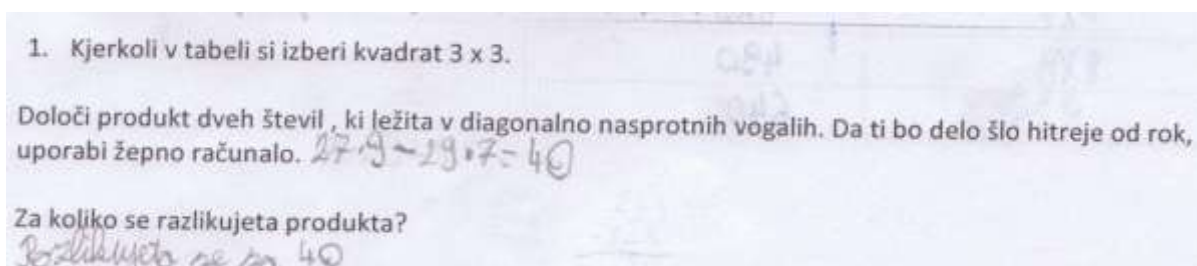 1. Kjerkoli v tabeli si izberi kvadrat 3 x 3.
Določi produkt dveh števil , ki ležita v diagonalno nasprotnih vogalih. Da ti bo delo šlo hitreje od rok,
uporabi žepno računalo. 27·9-29·7=40
Za koliko se razlikujeta produkta?
Razlikujeta se za 40